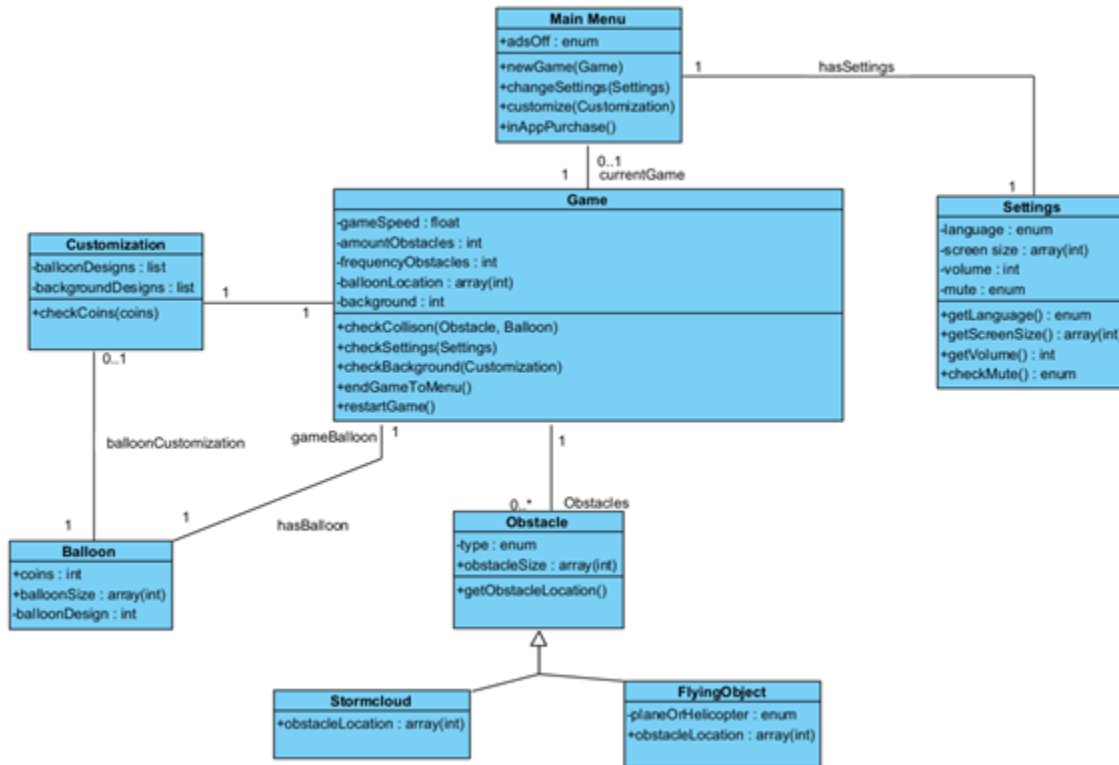 Main Menu
+adsOff : enum
+newGame(Game)
+changeSettings(Settings)
+customize(Customization)
+inAppPurchase()
1
hasSettings
1
0..1
currentGame
1
Game
-gameSpeed : float
-amountObstacles : int
-frequencyObstacles : int
-balloonLocation : array(int)
-background : int
+checkCollison(Obstacle, Balloon)
+checkSettings(Settings)
+checkBackground(Customization)
+endGameToMenu()
+restartGame()
Settings
-language : enum
-screen size : array(int)
-volume : int
-mute : enum
+getLanguage() : enum
+getScreenSize() : array(int
+getVolume() : int
+checkMute() : enum
Customization
-balloonDesigns : list
-backgroundDesigns : list
+checkCoins(coins)
1
1
0..1
balloonCustomization
1
gameBalloon
1
1
hasBalloon
1
0..*
Obstacles
Balloon
+coins : int
+balloonSize : array(int)
-balloonDesign : int
Obstacle
-type : enum
+obstacleSize : array(int)
+getObstacleLocation()
Stormcloud
+obstacleLocation : array(int)
FlyingObject
-planeOrHelicopter : enum
+obstacleLocation : array(int)